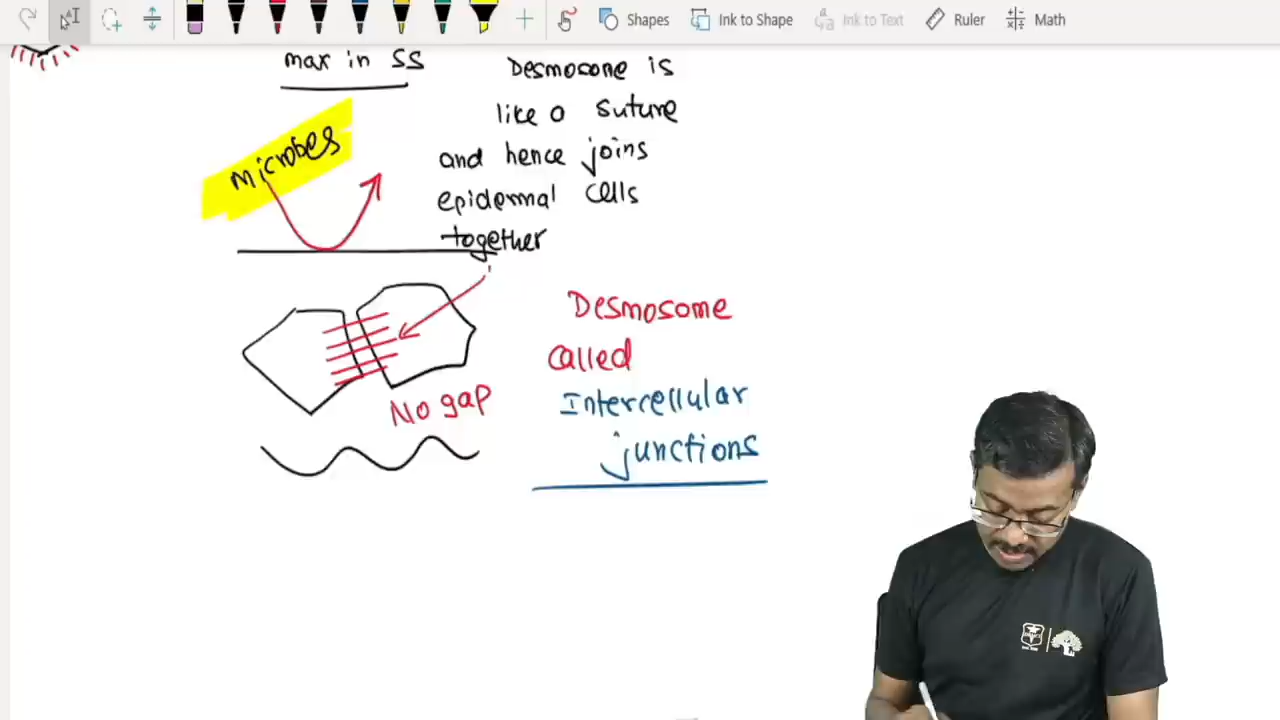 Shapes
Ink to Shape
Ink to Text
Ruler
Math
max in SS
Desmosome is
like a suture
and hence joins
epidermal cells
together
microbes
No gap
Desmosome
called
Intercellular
junctions